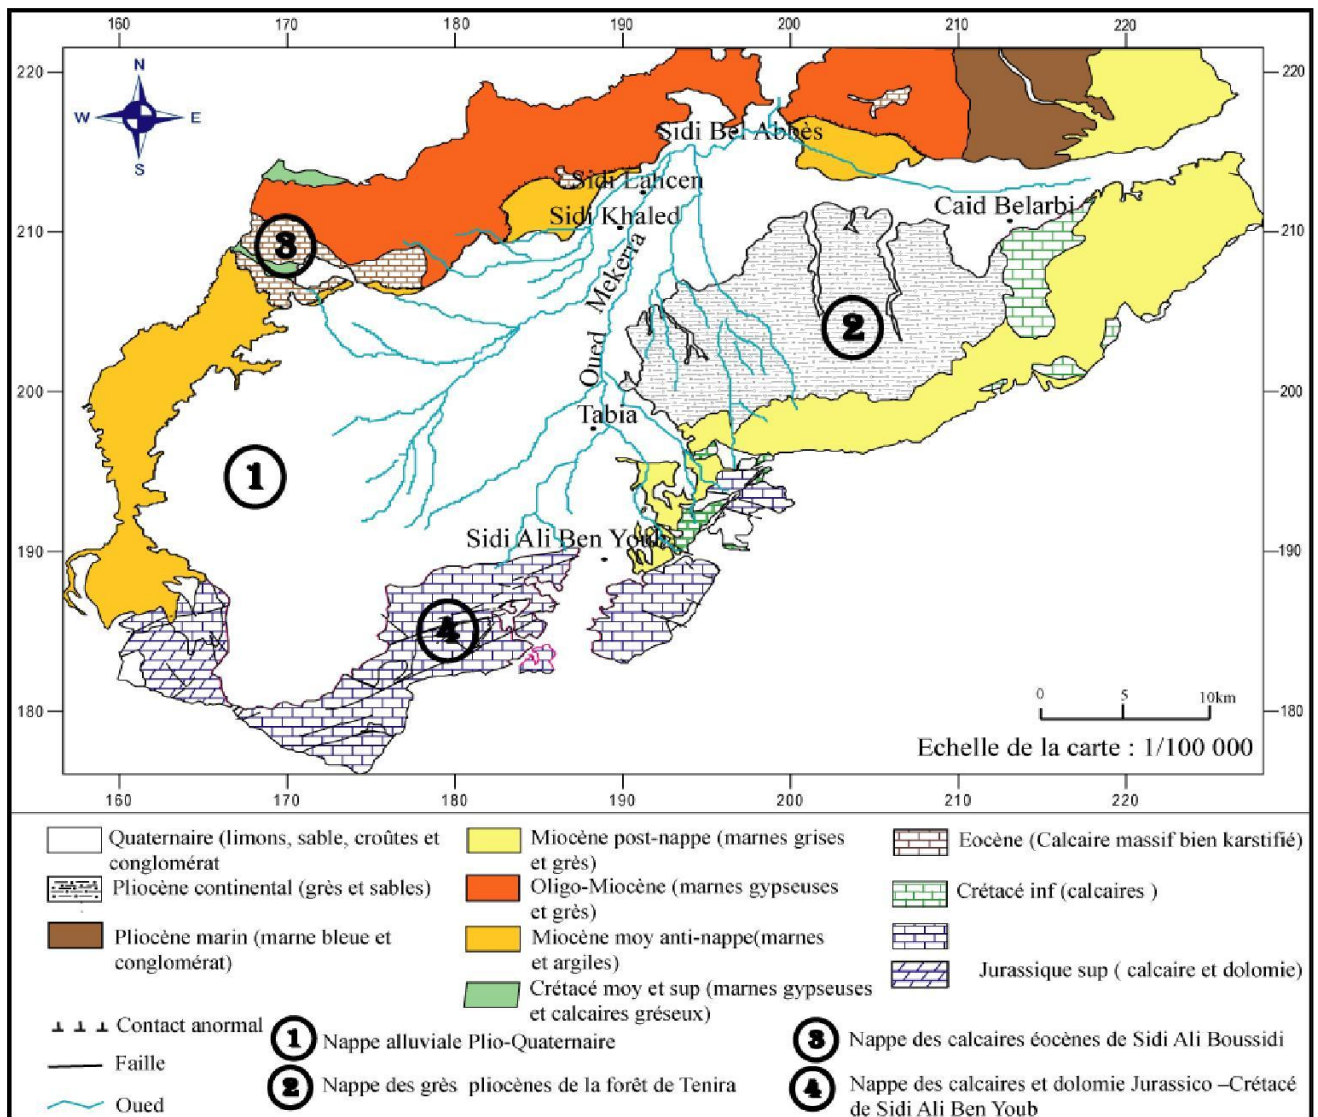 160 170 180 190 200 210 220
220 220
N
W E
S
Sidi Bel Abbès
Sidi Lahcen
Sidi Khaled
Caid Belarbi
210 210
Oued Mekerra
3
2
200 200
Tabia
1
Sidi Ali Ben Youb
190 190
4
0 5 10km
180 180
Echelle de la carte : 1/100 000
160 170 180 190 200 210 220
Quaternaire (limons, sable, croûtes et
conglomérat
Pliocène continental (grès et sables)
Pliocène marin (marne bleue et
conglomérat)
Contact anormal
Faille
Oued
Miocène post-nappe (marnes grises
et grès)
Oligo-Miocène (marnes gypseuses
et grès)
Miocène moy anti-nappe(marnes
et argiles)
Crétacé moy et sup (marnes gypseuses
et calcaires gréseux)
Eocène (Calcaire massif bien karstifié)
Crétacé inf (calcaires )
Jurassique sup ( calcaire et dolomie)
1 Nappe alluviale Plio-Quaternaire
2 Nappe des grès pliocènes de la forêt de Tenira
3 Nappe des calcaires éocènes de Sidi Ali Boussidi
4 Nappe des calcaires et dolomie Jurassico –Crétacé
de Sidi Ali Ben Youb